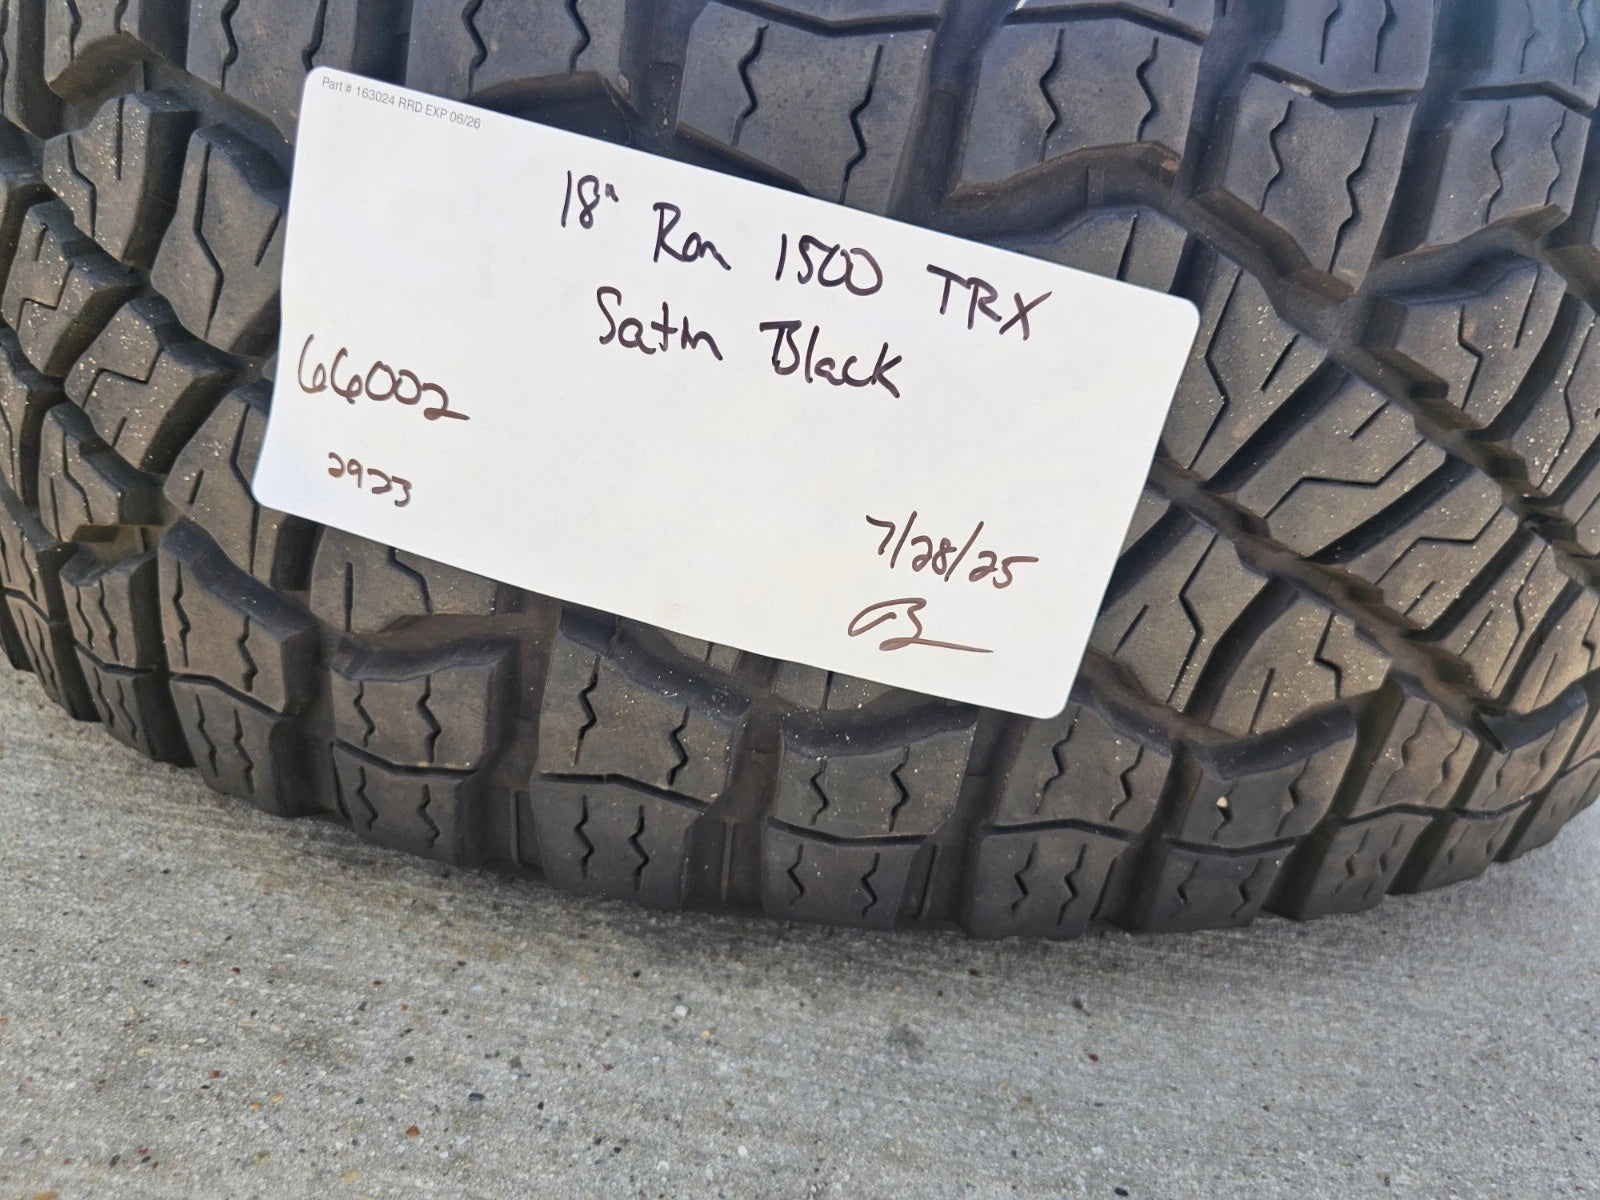 Part # 163024 RRD EXP 06/26
18" Ram 1500 TRX
Satin Black
66002
2923
7/28/25